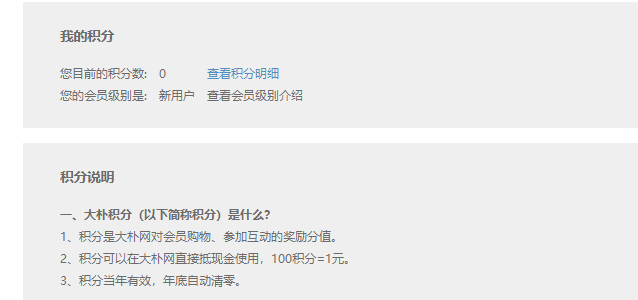 我的积分
您目前的积分数: 0 查看积分明细
您的会员级别是: 新用户 查看会员级别介绍
积分说明
一、大朴积分（以下简称积分）是什么?
1、积分是大朴网对会员购物、参加互动的奖励分值。
2、积分可以在大朴网直接抵现金使用，100积分=1元。
3、积分当年有效，年底自动清零。